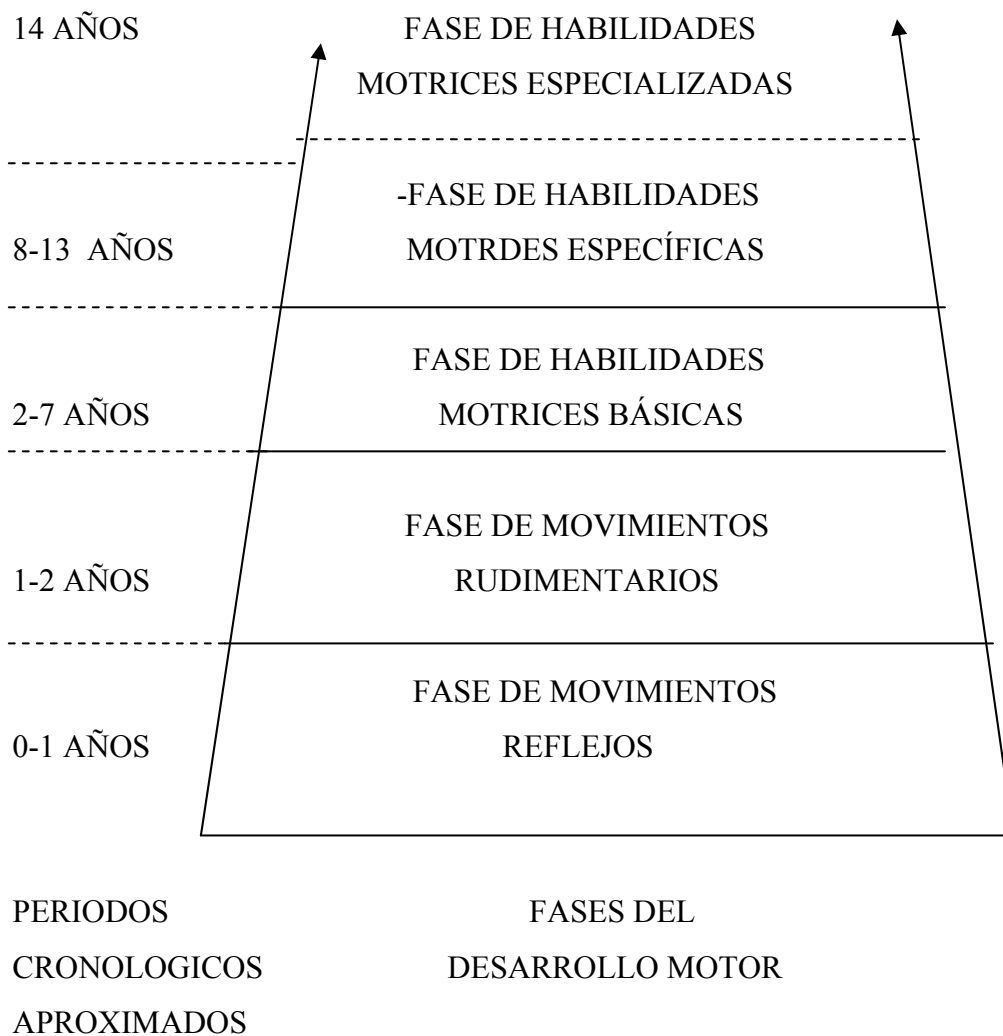 14 AÑOS FASE DE HABILIDADES
MOTRICES ESPECIALIZADAS
-FASE DE HABILIDADES
8-13 AÑOS MOTRDES ESPECÍFICAS
FASE DE HABILIDADES
2-7 AÑOS MOTRICES BÁSICAS
FASE DE MOVIMIENTOS
1-2 AÑOS RUDIMENTARIOS
FASE DE MOVIMIENTOS
0-1 AÑOS REFLEJOS
PERIODOS FASES DEL
CRONOLOGICOS DESARROLLO MOTOR
APROXIMADOS